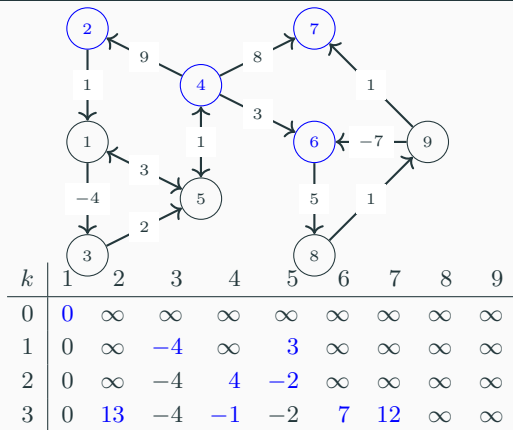 2 7
9 8
4
1 3 1
1 3 1 6 −7 9
−4 2 5 5 1
3 8
k 1 2 3 4 5 6 7 8 9
0 0 ∞ ∞ ∞ ∞ ∞ ∞ ∞ ∞
1 0 ∞ −4 ∞ 3 ∞ ∞ ∞ ∞
2 0 ∞ −4 4 −2 ∞ ∞ ∞ ∞
3 0 13 −4 −1 −2 7 12 ∞ ∞